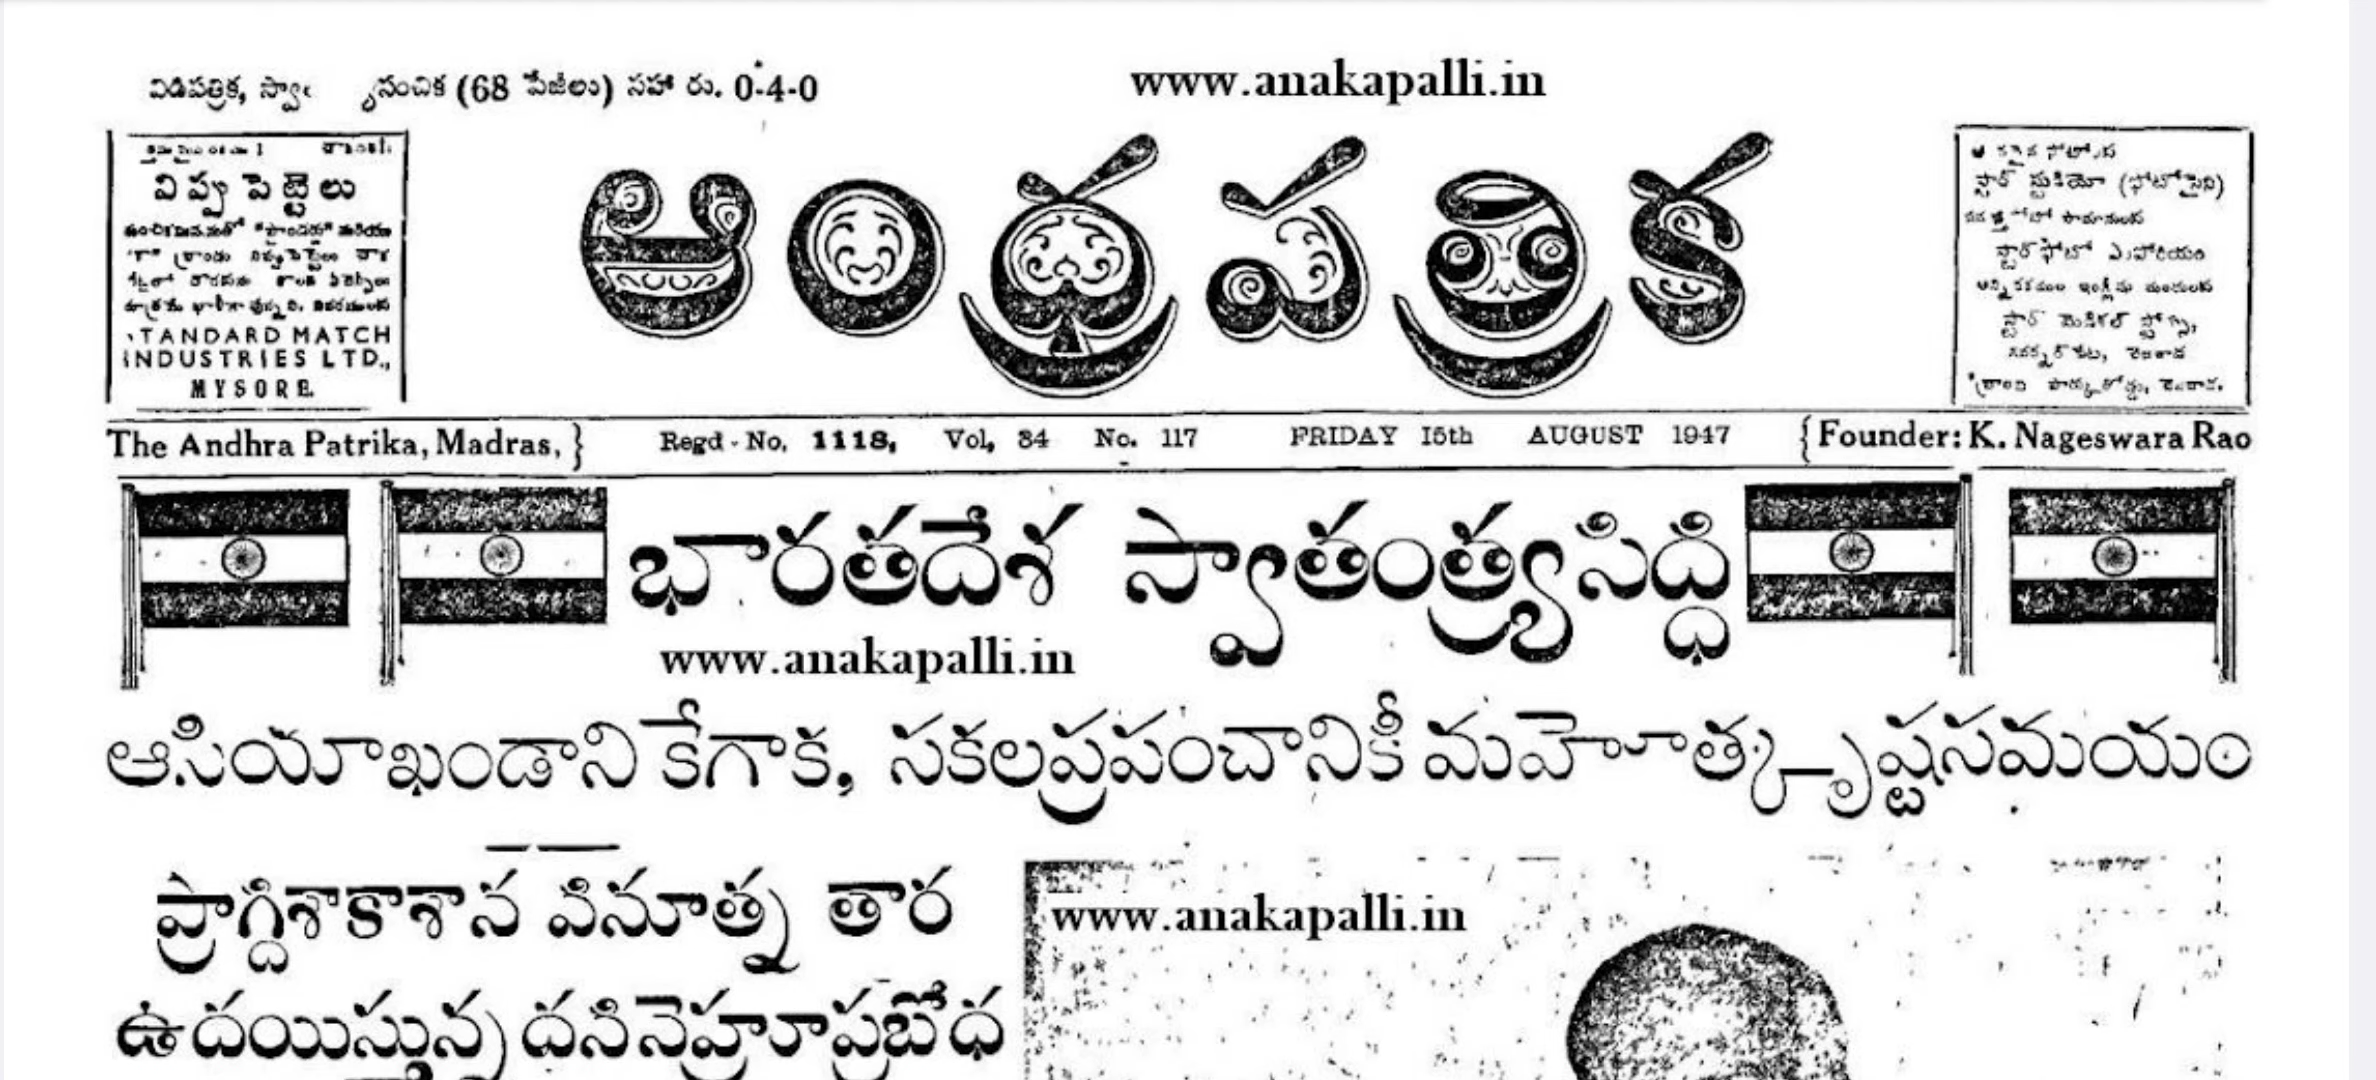 విడిపత్రిక, స్వా సంచిక (68 పేజీలు) సహా రు. 0-4-0
www.anakapalli.in
విప్పు పెట్టెలు
TANDARD MATCH
INDUSTRIES LTD.,
MYSORE.
ఆంధ్రపత్రిక
స్టార్ స్టుడియో
స్టార్ ఫోటో ఎంపోరియం
స్టార్ మెడికల్ స్టోర్సు,
The Andhra Patrika, Madras, } Regd-No. 1118, Vol, 34 No. 117 FRIDAY 15th AUGUST 1947 { Founder: K. Nageswara Rao
భారతదేశ స్వాతంత్ర్యసిద్ధి
www.anakapalli.in
ఆసియాఖండానికేగాక, సకలప్రపంచానికీ మహోత్కృష్టసమయం
ప్రాగ్దిశాకాశాన వినూత్న తార
www.anakapalli.in
ఉదయిస్తున్నదని నెహ్రూప్రబోధ